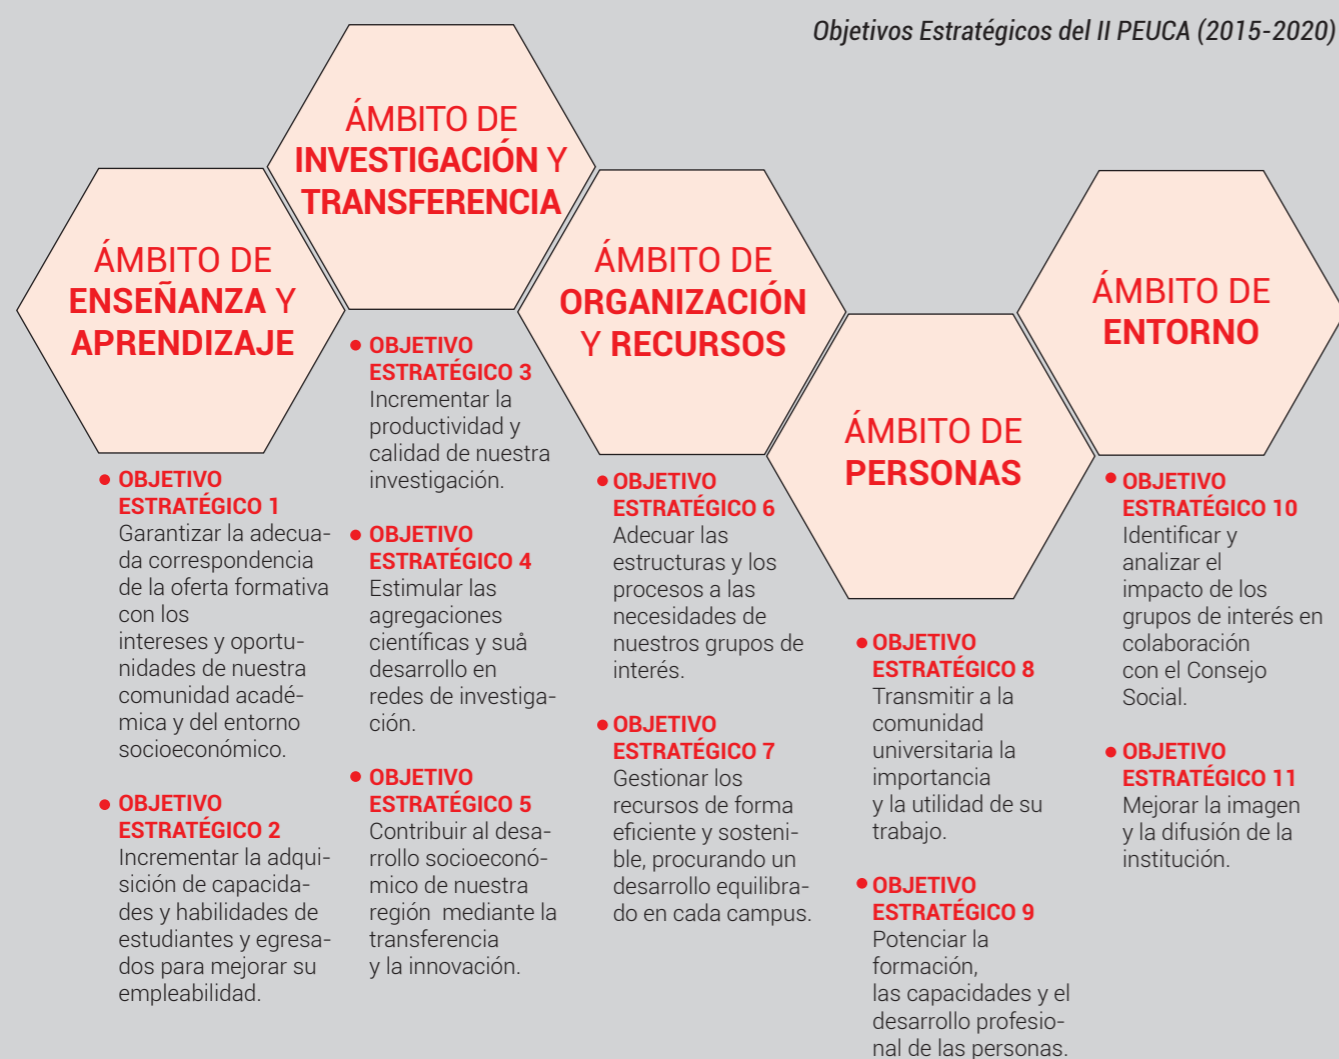 Objetivos Estratégicos del II PEUCA (2015-2020)
ÁMBITO DE
ENSEÑANZA Y
APRENDIZAJE
• OBJETIVO
ESTRATÉGICO 1
Garantizar la adecua-
da correspondencia
de la oferta formativa
con los
intereses y oportu-
nidades de nuestra
comunidad acadé-
mica y del entorno
socioeconómico.
• OBJETIVO
ESTRATÉGICO 2
Incrementar la adqui-
sición de capacida-
des y habilidades de
estudiantes y egresa-
dos para mejorar su
empleabilidad.
ÁMBITO DE
INVESTIGACIÓN Y
TRANSFERENCIA
• OBJETIVO
ESTRATÉGICO 3
Incrementar la
productividad y
calidad de nuestra
investigación.
• OBJETIVO
ESTRATÉGICO 4
Estimular las
agregaciones
científicas y suå
desarrollo en
redes de investiga-
ción.
• OBJETIVO
ESTRATÉGICO 5
Contribuir al desa-
rrollo socioeconó-
mico de nuestra
región mediante la
transferencia
y la innovación.
ÁMBITO DE
ORGANIZACIÓN
Y RECURSOS
• OBJETIVO
ESTRATÉGICO 6
Adecuar las
estructuras y los
procesos a las
necesidades de
nuestros grupos de
interés.
• OBJETIVO
ESTRATÉGICO 7
Gestionar los
recursos de forma
eficiente y sosteni-
ble, procurando un
desarrollo equilibra-
do en cada campus.
ÁMBITO DE
PERSONAS
• OBJETIVO
ESTRATÉGICO 8
Transmitir a la
comunidad
universitaria la
importancia
y la utilidad de su
trabajo.
• OBJETIVO
ESTRATÉGICO 9
Potenciar la
formación,
las capacidades y el
desarrollo profesio-
nal de las personas.
ÁMBITO DE
ENTORNO
• OBJETIVO
ESTRATÉGICO 10
Identificar y
analizar el
impacto de los
grupos de interés en
colaboración
con el Consejo
Social.
• OBJETIVO
ESTRATÉGICO 11
Mejorar la imagen
y la difusión de la
institución.